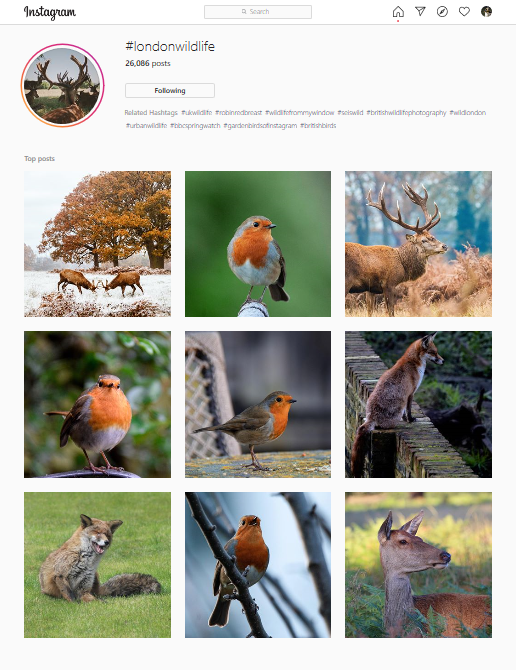 Instagram
Search
#londonwildlife
26,086 posts
Following
Related Hashtags #ukwildlife #robinredbreast #wildlifefrommywindow #selswild #britishwildlifephotography #wildlondon
#urbanwildlife #bbcspringwatch #gardenbirdsofinstagram #britishbirds
Top posts